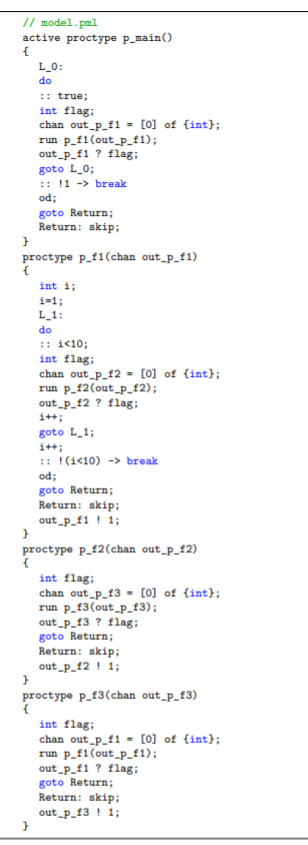 // model.pml
active proctype p_main()
{
L_0:
do
:: true;
int flag;
chan out_p_f1 = [0] of {int};
run p_f1(out_p_f1);
out_p_f1 ? flag;
goto L_0;
:: !1 -> break
od;
goto Return;
Return: skip;
}
proctype p_f1(chan out_p_f1)
{
int i;
i=1;
L_1:
do
:: i<10;
int flag;
chan out_p_f2 = [0] of {int};
run p_f2(out_p_f2);
out_p_f2 ? flag;
i++;
goto L_1;
i++;
:: !(i<10) -> break
od;
goto Return;
Return: skip;
out_p_f1 ! 1;
}
proctype p_f2(chan out_p_f2)
{
int flag;
chan out_p_f3 = [0] of {int};
run p_f3(out_p_f3);
out_p_f3 ? flag;
goto Return;
Return: skip;
out_p_f2 ! 1;
}
proctype p_f3(chan out_p_f3)
{
int flag;
chan out_p_f1 = [0] of {int};
run p_f1(out_p_f1);
out_p_f1 ? flag;
goto Return;
Return: skip;
out_p_f3 ! 1;
}